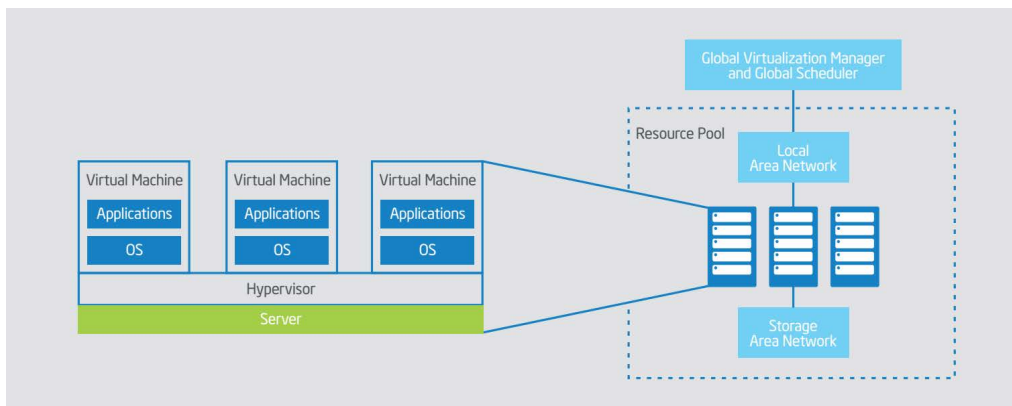 Global Virtualization Manager
and Global Scheduler
Resource Pool
Local
Area Network
Virtual Machine
Virtual Machine
Virtual Machine
Applications
Applications
Applications
OS
OS
OS
Hypervisor
Server
Storage
Area Network